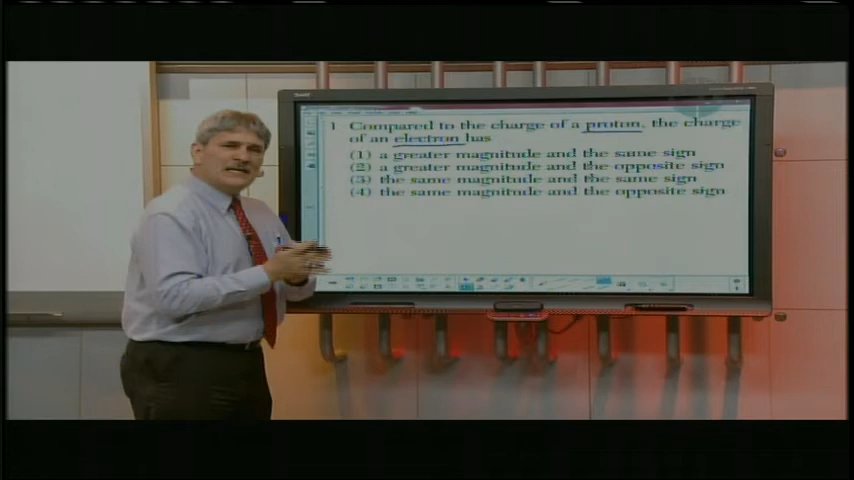 1 Compared to the charge of a proton, the charge
of an electron has
(1) a greater magnitude and the same sign
(2) a greater magnitude and the opposite sign
(3) the same magnitude and the same sign
(4) the same magnitude and the opposite sign